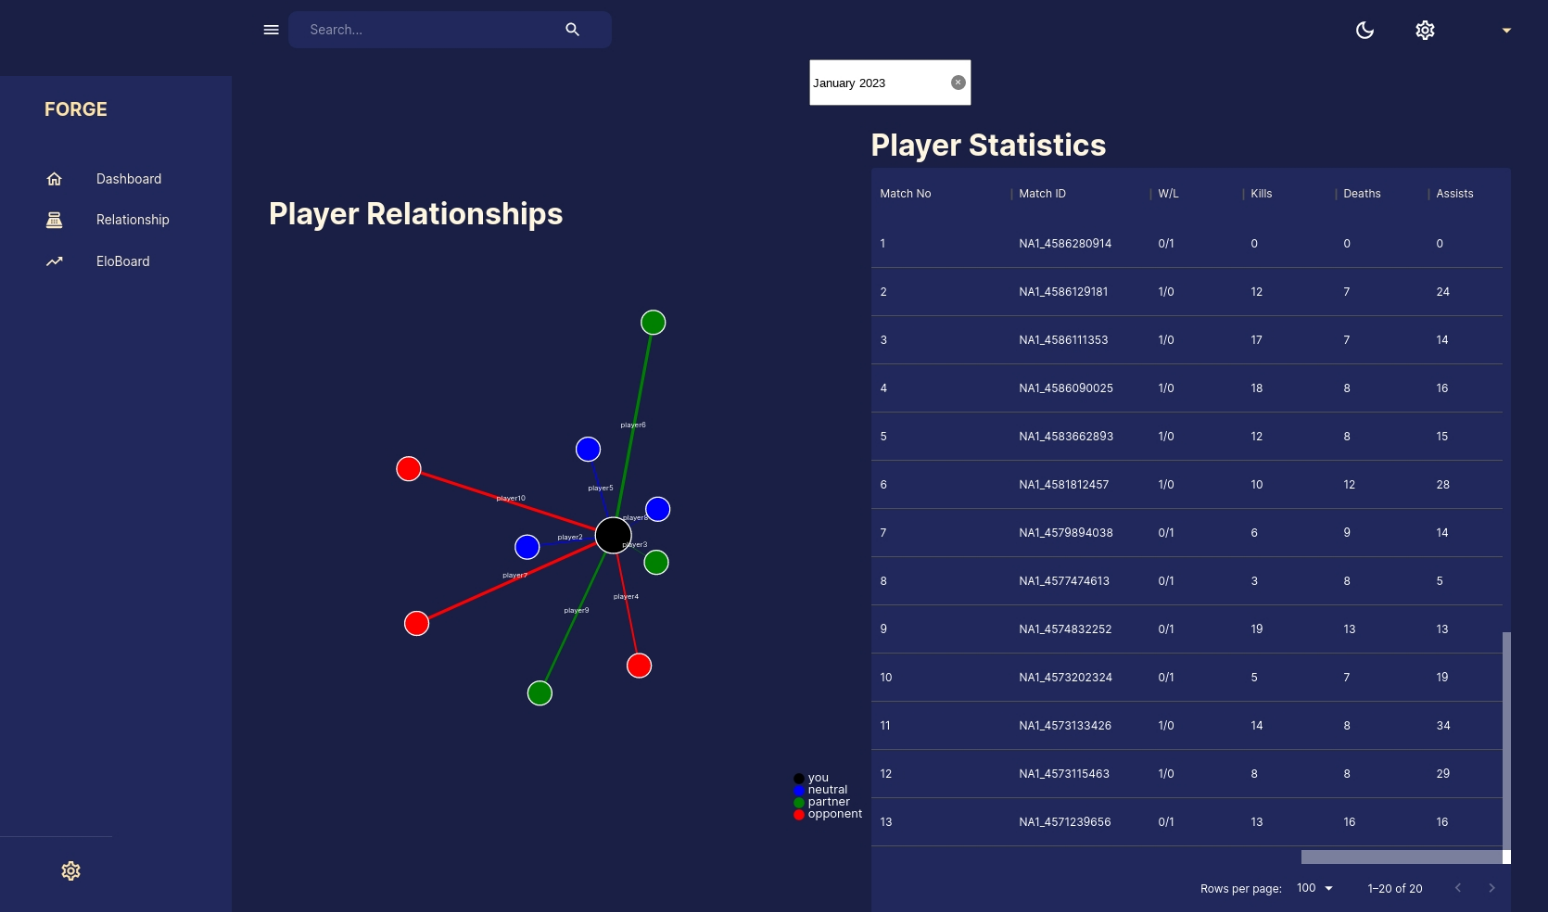 Search...
January 2023
FORGE
Dashboard
Relationship
EloBoard
Player Relationships
player6
player5
player10
player8
player2
player3
player7
player4
player9
you
neutral
partner
opponent
Player Statistics
Match No Match ID W/L Kills Deaths Assists
1 NA1_4586280914 0/1 0 0 0
2 NA1_4586129181 1/0 12 7 24
3 NA1_4586111353 1/0 17 7 14
4 NA1_4586090025 1/0 18 8 16
5 NA1_4583662893 1/0 12 8 15
6 NA1_4581812457 1/0 10 12 28
7 NA1_4579894038 0/1 6 9 14
8 NA1_4577474613 0/1 3 8 5
9 NA1_4574832252 0/1 19 13 13
10 NA1_4573202324 0/1 5 7 19
11 NA1_4573133426 1/0 14 8 34
12 NA1_4573115463 1/0 8 8 29
13 NA1_4571239656 0/1 13 16 16
Rows per page: 100 1–20 of 20